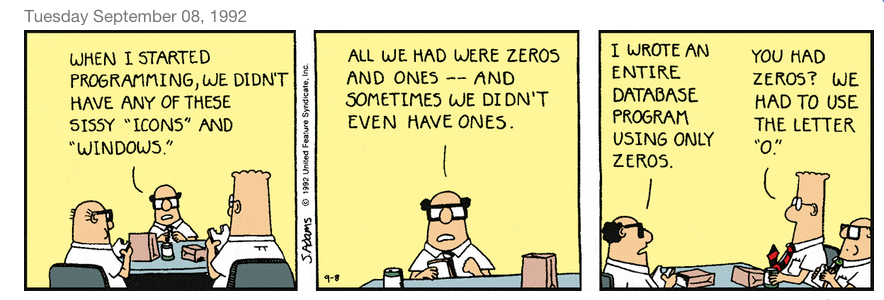 Tuesday September 08, 1992
WHEN I STARTED
PROGRAMMING, WE DIDN'T
HAVE ANY OF THESE
SISSY "ICONS" AND
"WINDOWS."
S.Adams © 1992 United Feature Syndicate, Inc.
ALL WE HAD WERE ZEROS
AND ONES -- AND
SOMETIMES WE DIDN'T
EVEN HAVE ONES.
9-8
I WROTE AN
ENTIRE
DATABASE
PROGRAM
USING ONLY
ZEROS.
YOU HAD
ZEROS? WE
HAD TO USE
THE LETTER
"O."